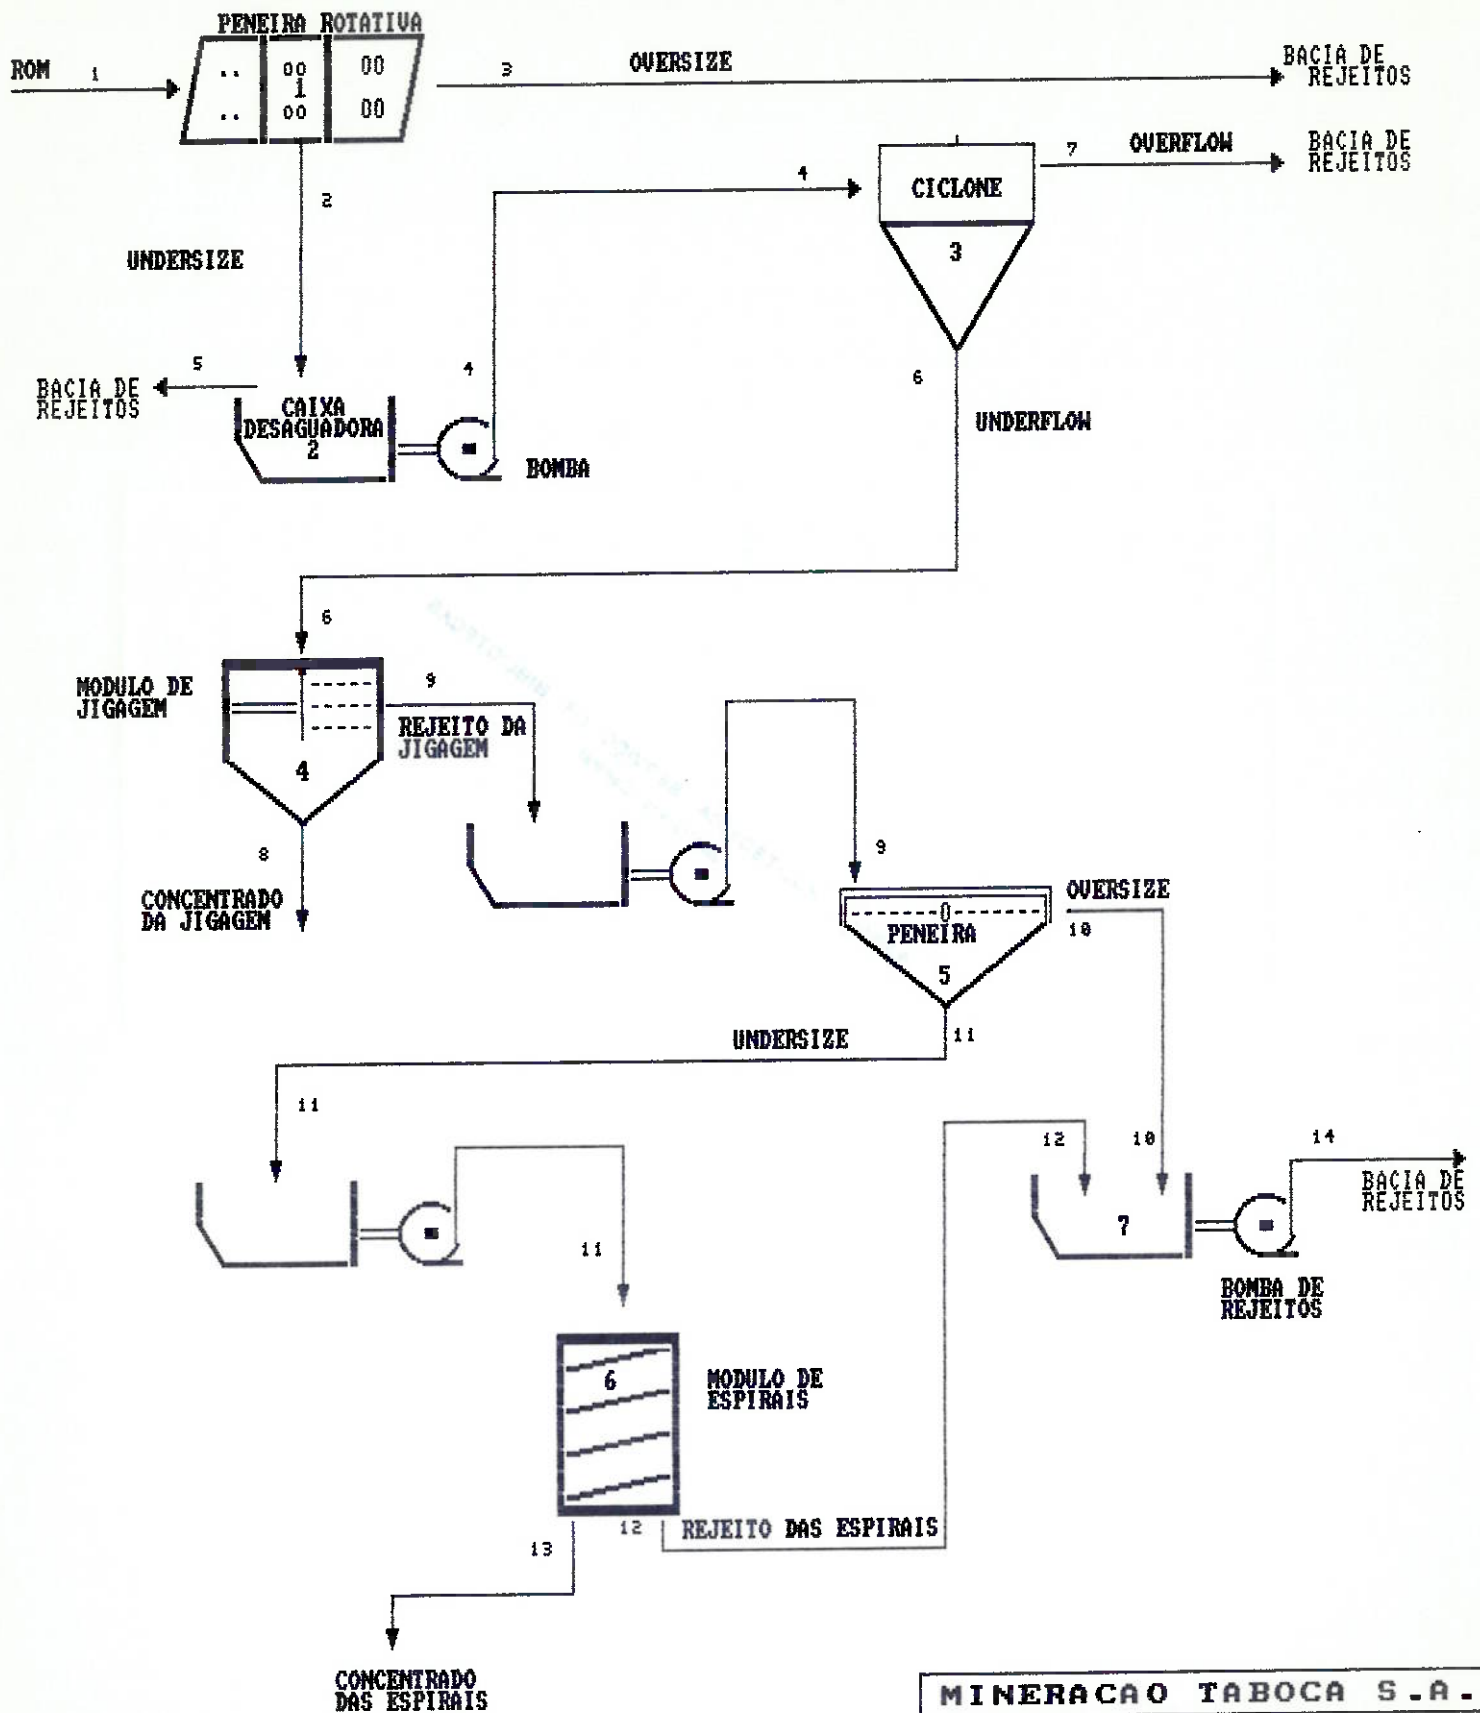 PENEIRA ROTATIVA
ROM
1
.. 00 00
1
.. 00 00
3
OVERSIZE
BACIA DE
REJEITOS
2
UNDERSIZE
4
CICLONE
3
7
OVERFLOW
BACIA DE
REJEITOS
5
BACIA DE
REJEITOS
CAIXA
DESAGUADORA
2
4
BOMBA
6
UNDERFLOW
6
MODULO DE
JIGAGEM
4
9
REJEITO DA
JIGAGEM
8
CONCENTRADO
DA JIGAGEM
9
0
PENEIRA
5
OVERSIZE
10
UNDERSIZE
11
11
11
12
10
7
14
BACIA DE
REJEITOS
BOMBA DE
REJEITOS
6
MODULO DE
ESPIRAIS
12
REJEITO DAS ESPIRAIS
13
CONCENTRADO
DAS ESPIRAIS
MINERACAO TABOCA S.A.